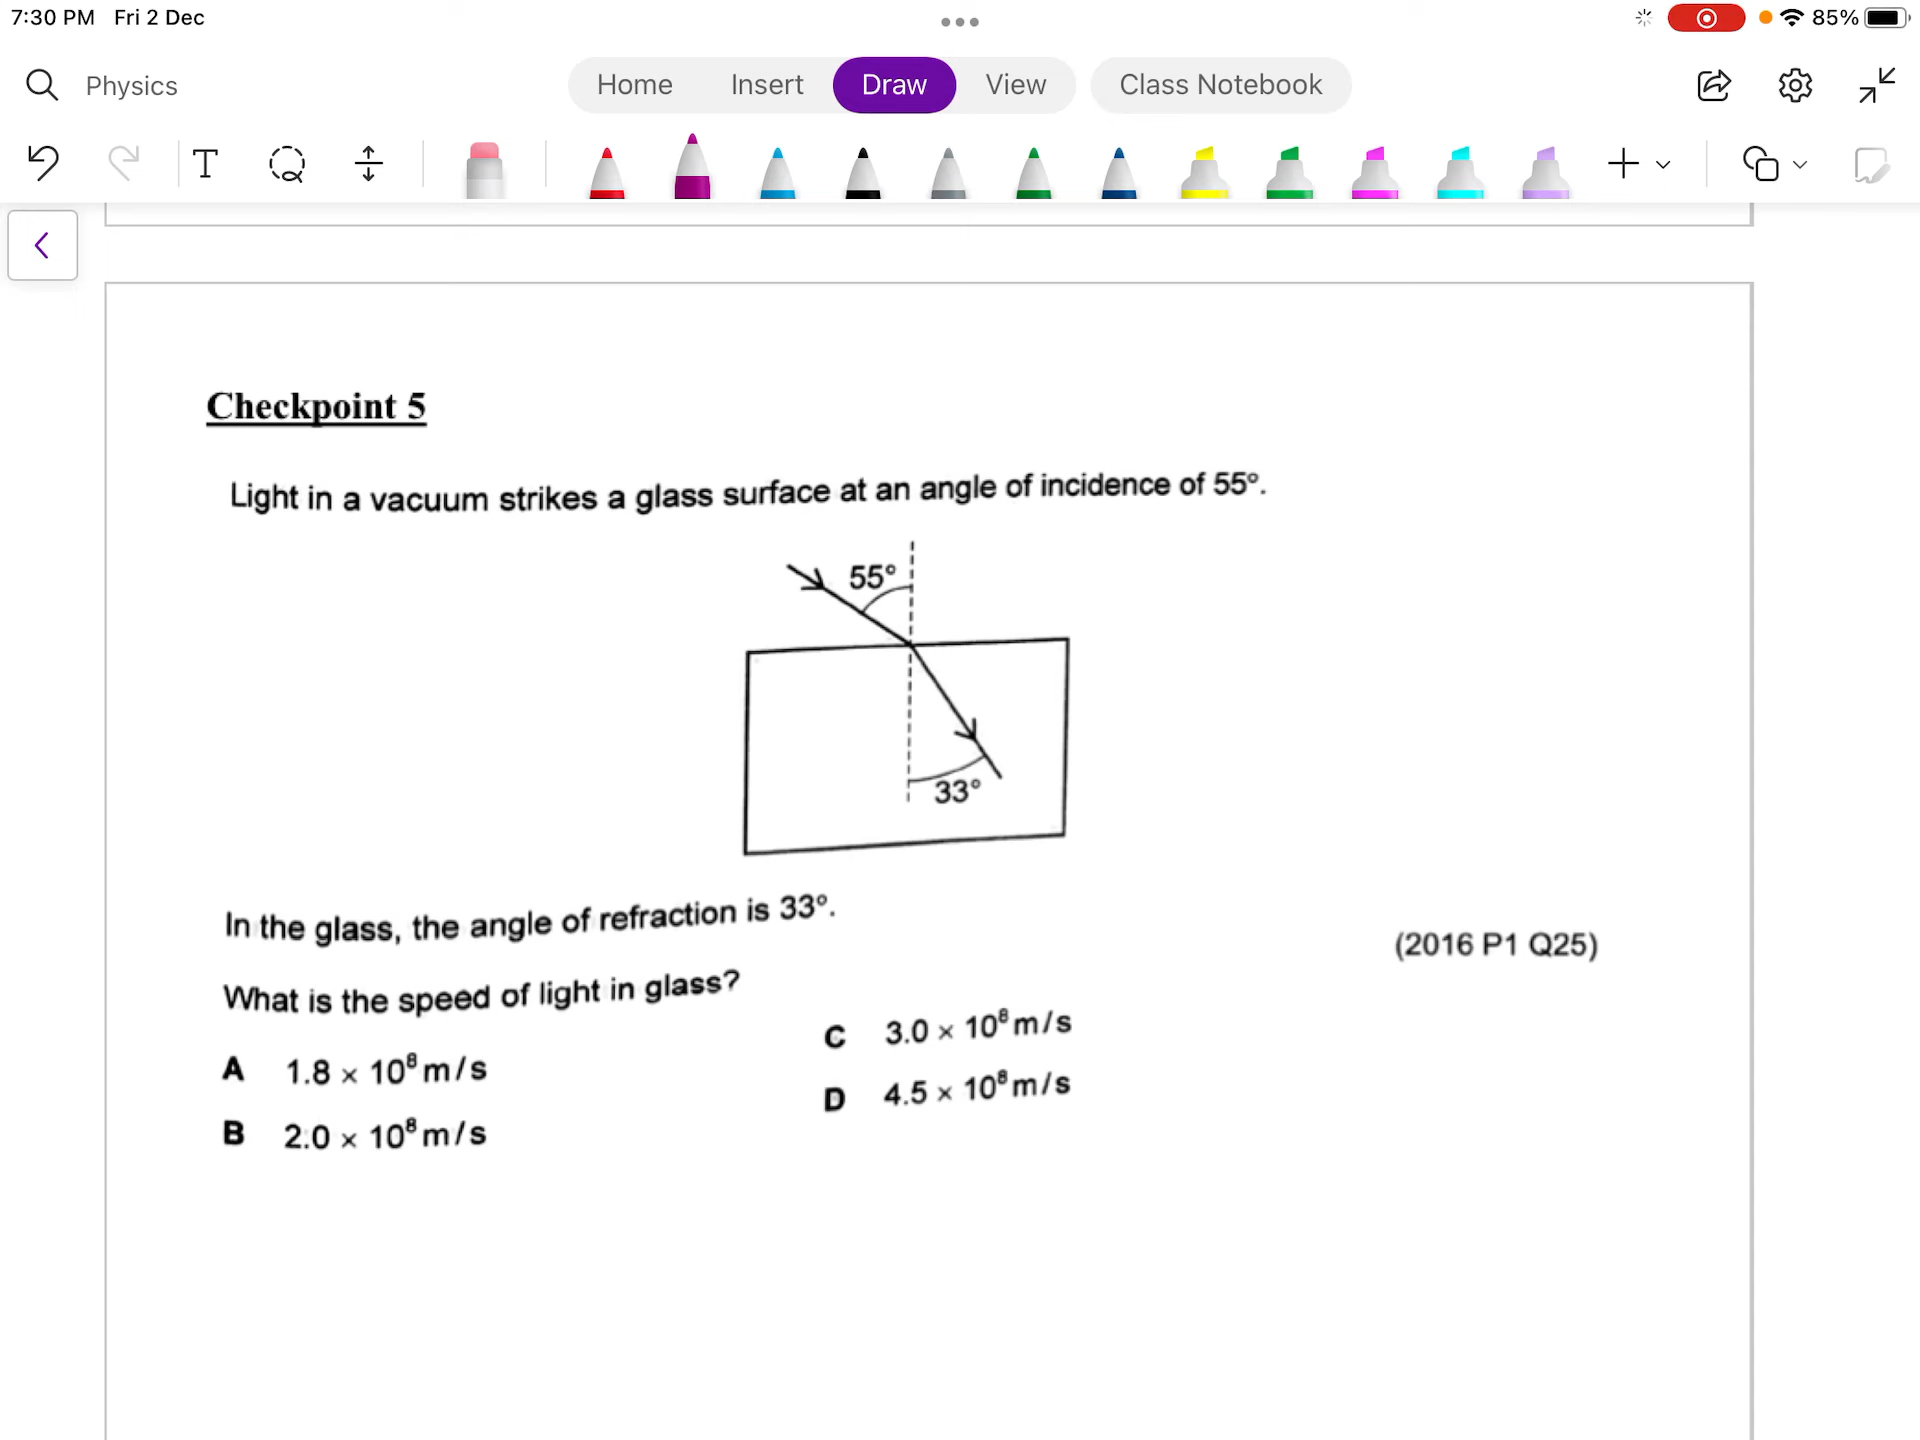 7:30 PM Fri 2 Dec
85%
Physics
Home Insert Draw View Class Notebook
T
Checkpoint 5
Light in a vacuum strikes a glass surface at an angle of incidence of 55°.
55°
33°
In the glass, the angle of refraction is 33°.
(2016 P1 Q25)
What is the speed of light in glass?
A 1.8 × 10⁸ m/s
B 2.0 × 10⁸ m/s
C 3.0 × 10⁸ m/s
D 4.5 × 10⁸ m/s